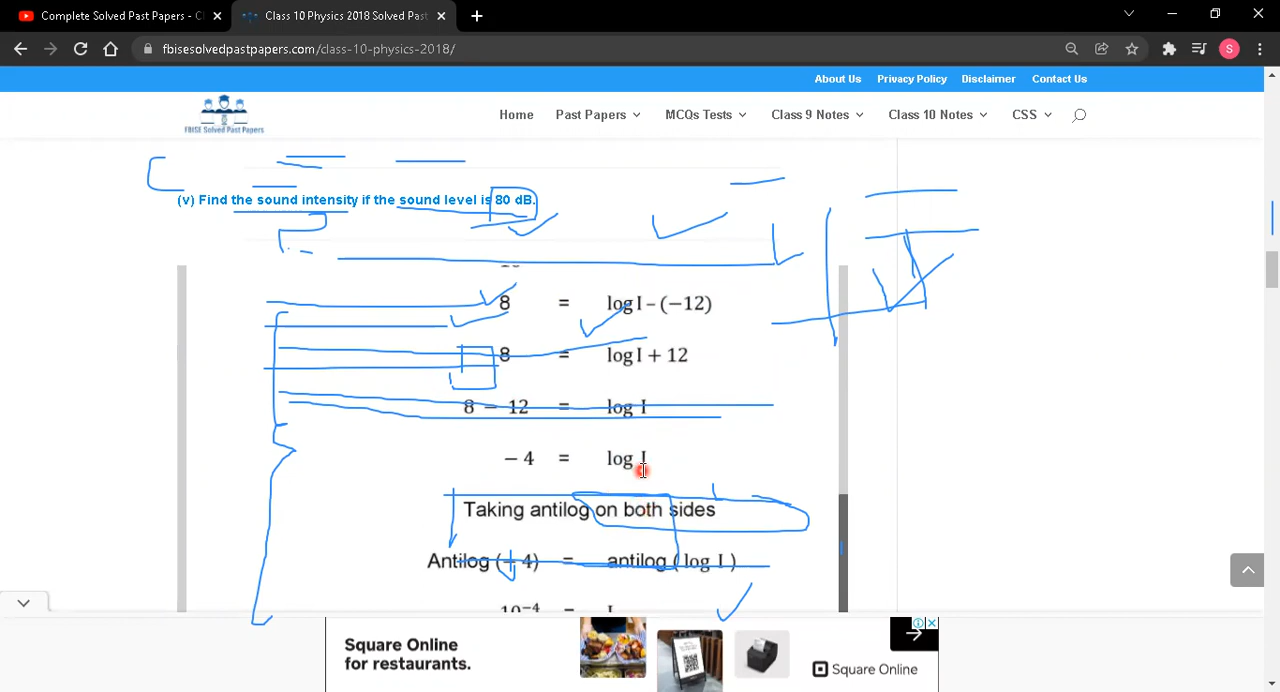 Complete Solved Past Papers - Cl
Class 10 Physics 2018 Solved Past
fbisesolvedpastpapers.com/class-10-physics-2018/
S
About Us Privacy Policy Disclaimer Contact Us
FBISE Solved Past Papers
Home Past Papers MCQs Tests Class 9 Notes Class 10 Notes CSS
(v) Find the sound intensity if the sound level is 80 dB.
8 = log I – (−12)
8 = log I + 12
8 − 12 = log I
− 4 = log I
Taking antilog on both sides
Antilog (− 4) = antilog ( log I )
10⁻⁴ = I
Square Online
for restaurants.
Square Online